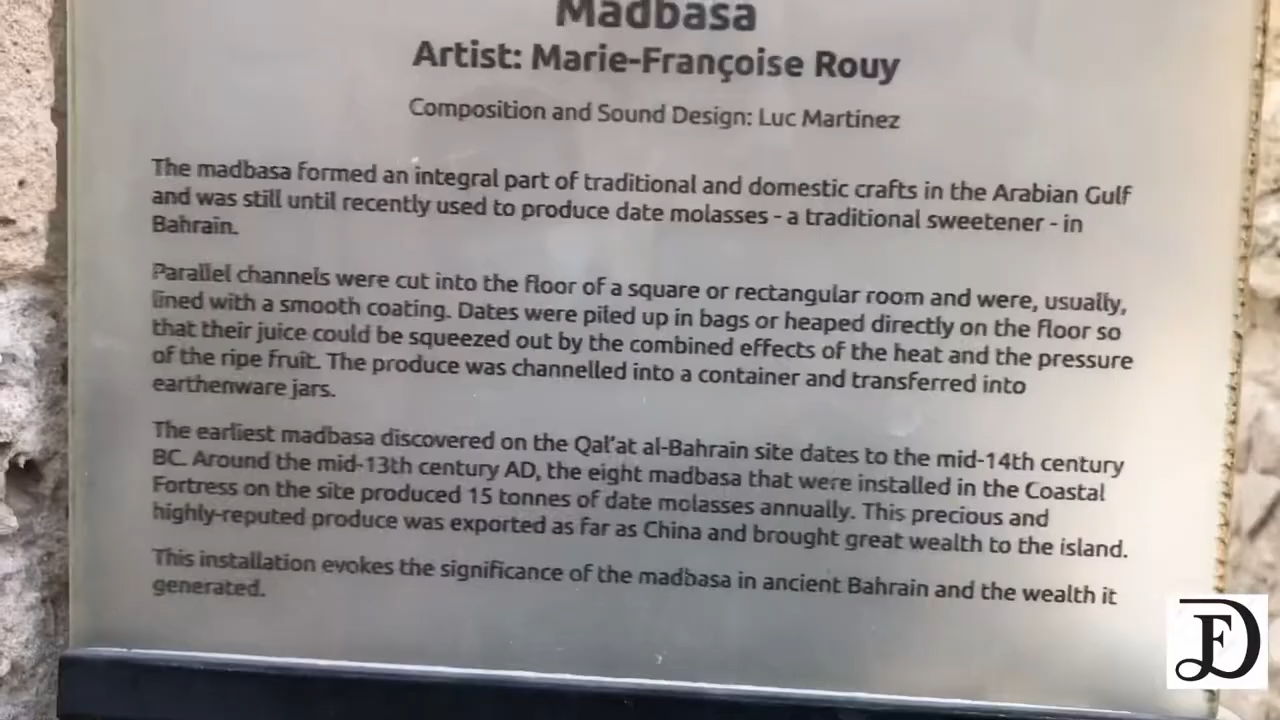 Madbasa
Artist: Marie-Françoise Rouy
Composition and Sound Design: Luc Martinez
The madbasa formed an integral part of traditional and domestic crafts in the Arabian Gulf
and was still until recently used to produce date molasses - a traditional sweetener - in
Bahrain.
Parallel channels were cut into the floor of a square or rectangular room and were, usually,
lined with a smooth coating. Dates were piled up in bags or heaped directly on the floor so
that their juice could be squeezed out by the combined effects of the heat and the pressure
of the ripe fruit. The produce was channelled into a container and transferred into
earthenware jars.
The earliest madbasa discovered on the Qal'at al-Bahrain site dates to the mid-14th century
BC. Around the mid-13th century AD, the eight madbasa that were installed in the Coastal
Fortress on the site produced 15 tonnes of date molasses annually. This precious and
highly-reputed produce was exported as far as China and brought great wealth to the island.
This installation evokes the significance of the madbasa in ancient Bahrain and the wealth it
generated.
FD